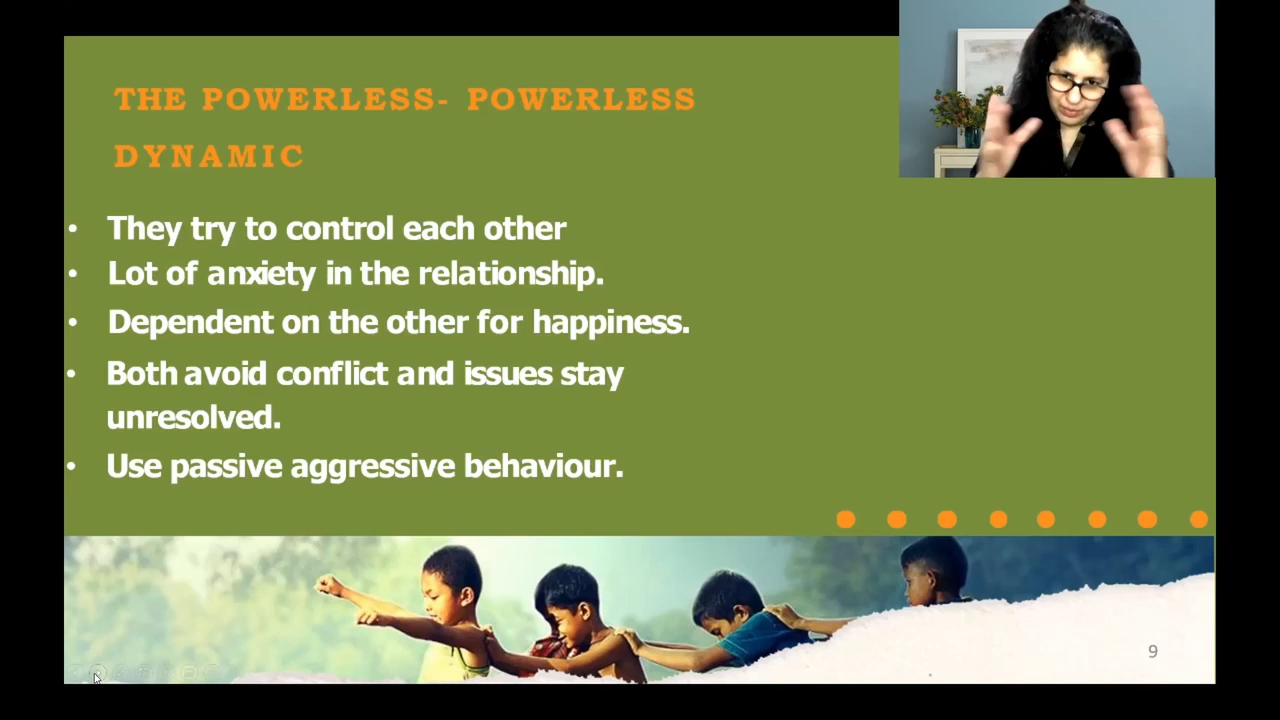 THE POWERLESS- POWERLESS
DYNAMIC
• They try to control each other
• Lot of anxiety in the relationship.
• Dependent on the other for happiness.
• Both avoid conflict and issues stay
unresolved.
• Use passive aggressive behaviour.
9